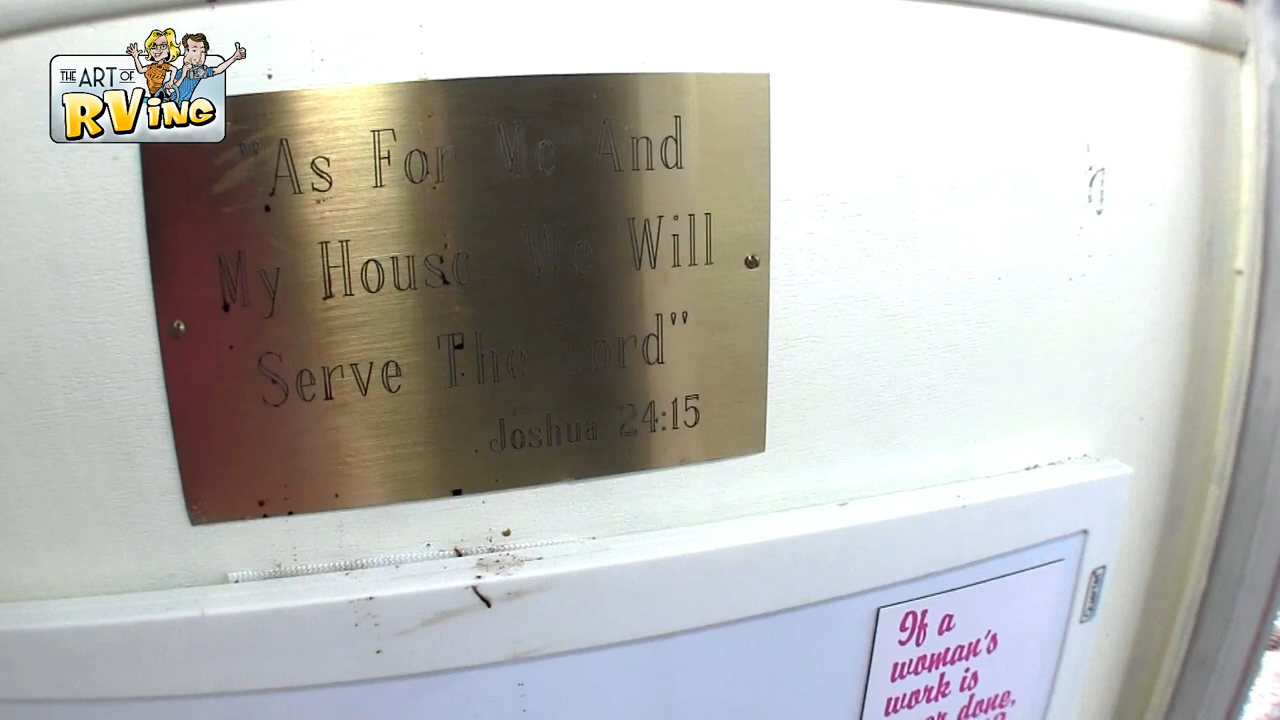 THE ART OF
RVING
"As For Me And
My House We Will
Serve The Lord"
Joshua 24:15
If a
woman's
work is
done,